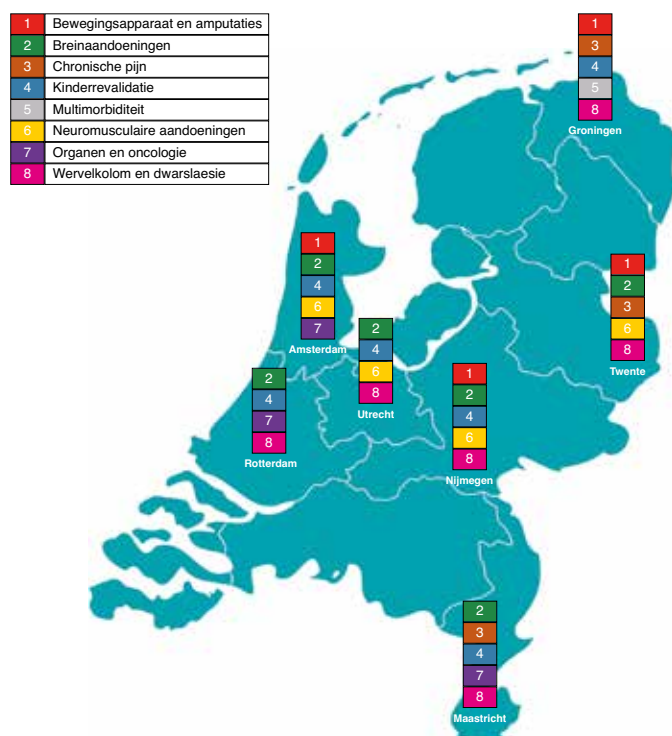 1 Bewegingsapparaat en amputaties
2 Breinaandoeningen
3 Chronische pijn
4 Kinderrevalidatie
5 Multimorbiditeit
6 Neuromusculaire aandoeningen
7 Organen en oncologie
8 Wervelkolom en dwarslaesie
1
3
4
5
8
Groningen
1
2
4
6
7
Amsterdam
1
2
3
6
8
Twente
2
4
6
8
Utrecht
2
4
7
8
Rotterdam
1
2
4
6
8
Nijmegen
2
3
4
7
8
Maastricht